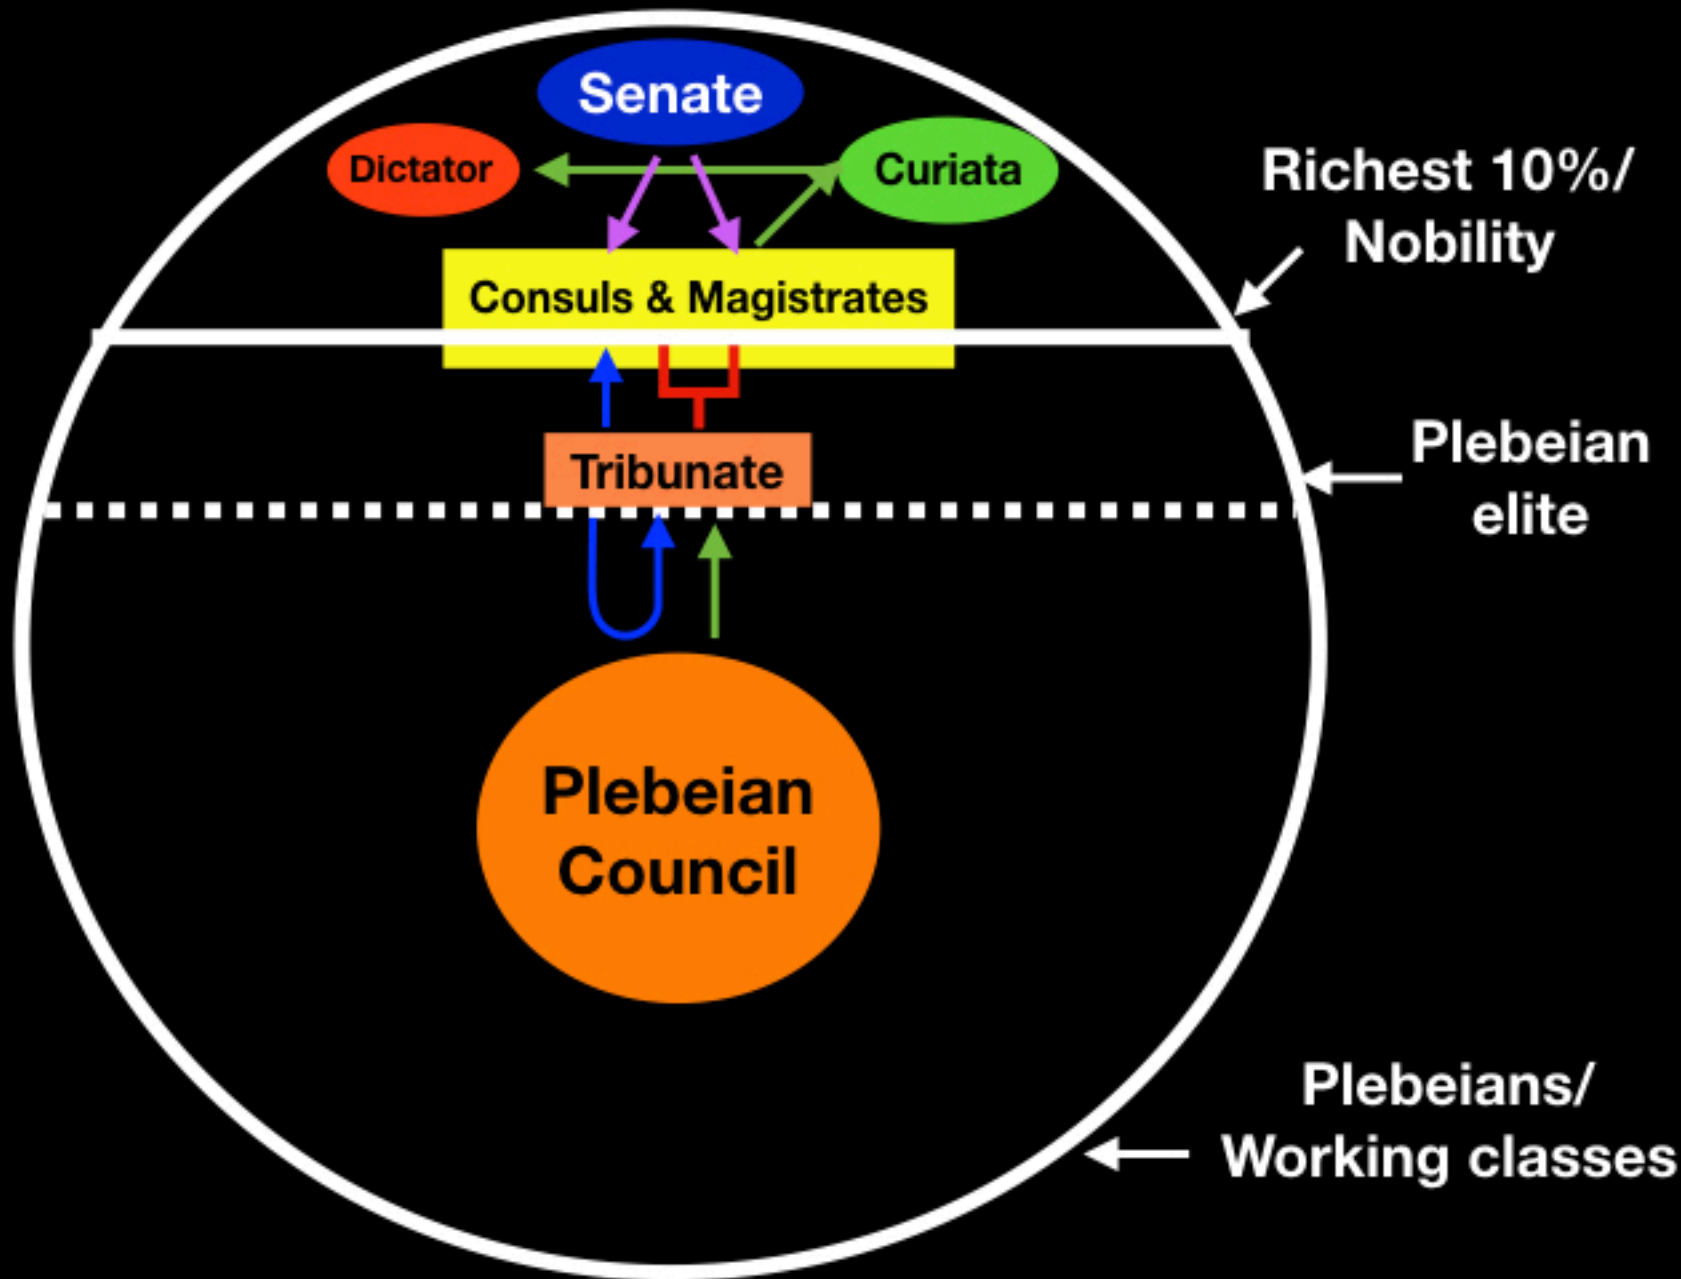 Senate
Dictator
Curiata
Richest 10%/
Nobility
Consuls & Magistrates
Plebeian
elite
Tribunate
Plebeian
Council
Plebeians/
Working classes